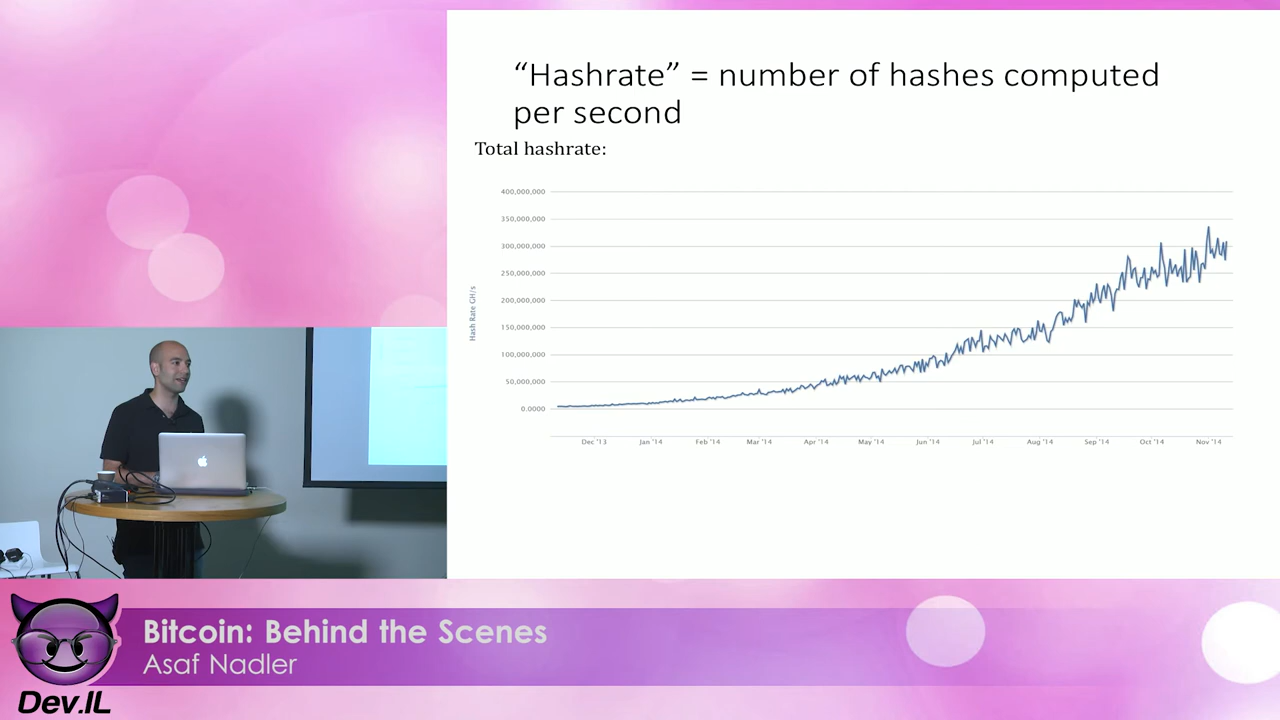 “Hashrate” = number of hashes computed
per second
Total hashrate:
Hash Rate GH/s
400,000,000
350,000,000
300,000,000
250,000,000
200,000,000
150,000,000
100,000,000
50,000,000
0.0000
Dec '13 Jan '14 Feb '14 Mar '14 Apr '14 May '14 Jun '14 Jul '14 Aug '14 Sep '14 Oct '14 Nov '14
Bitcoin: Behind the Scenes
Asaf Nadler
Dev.IL